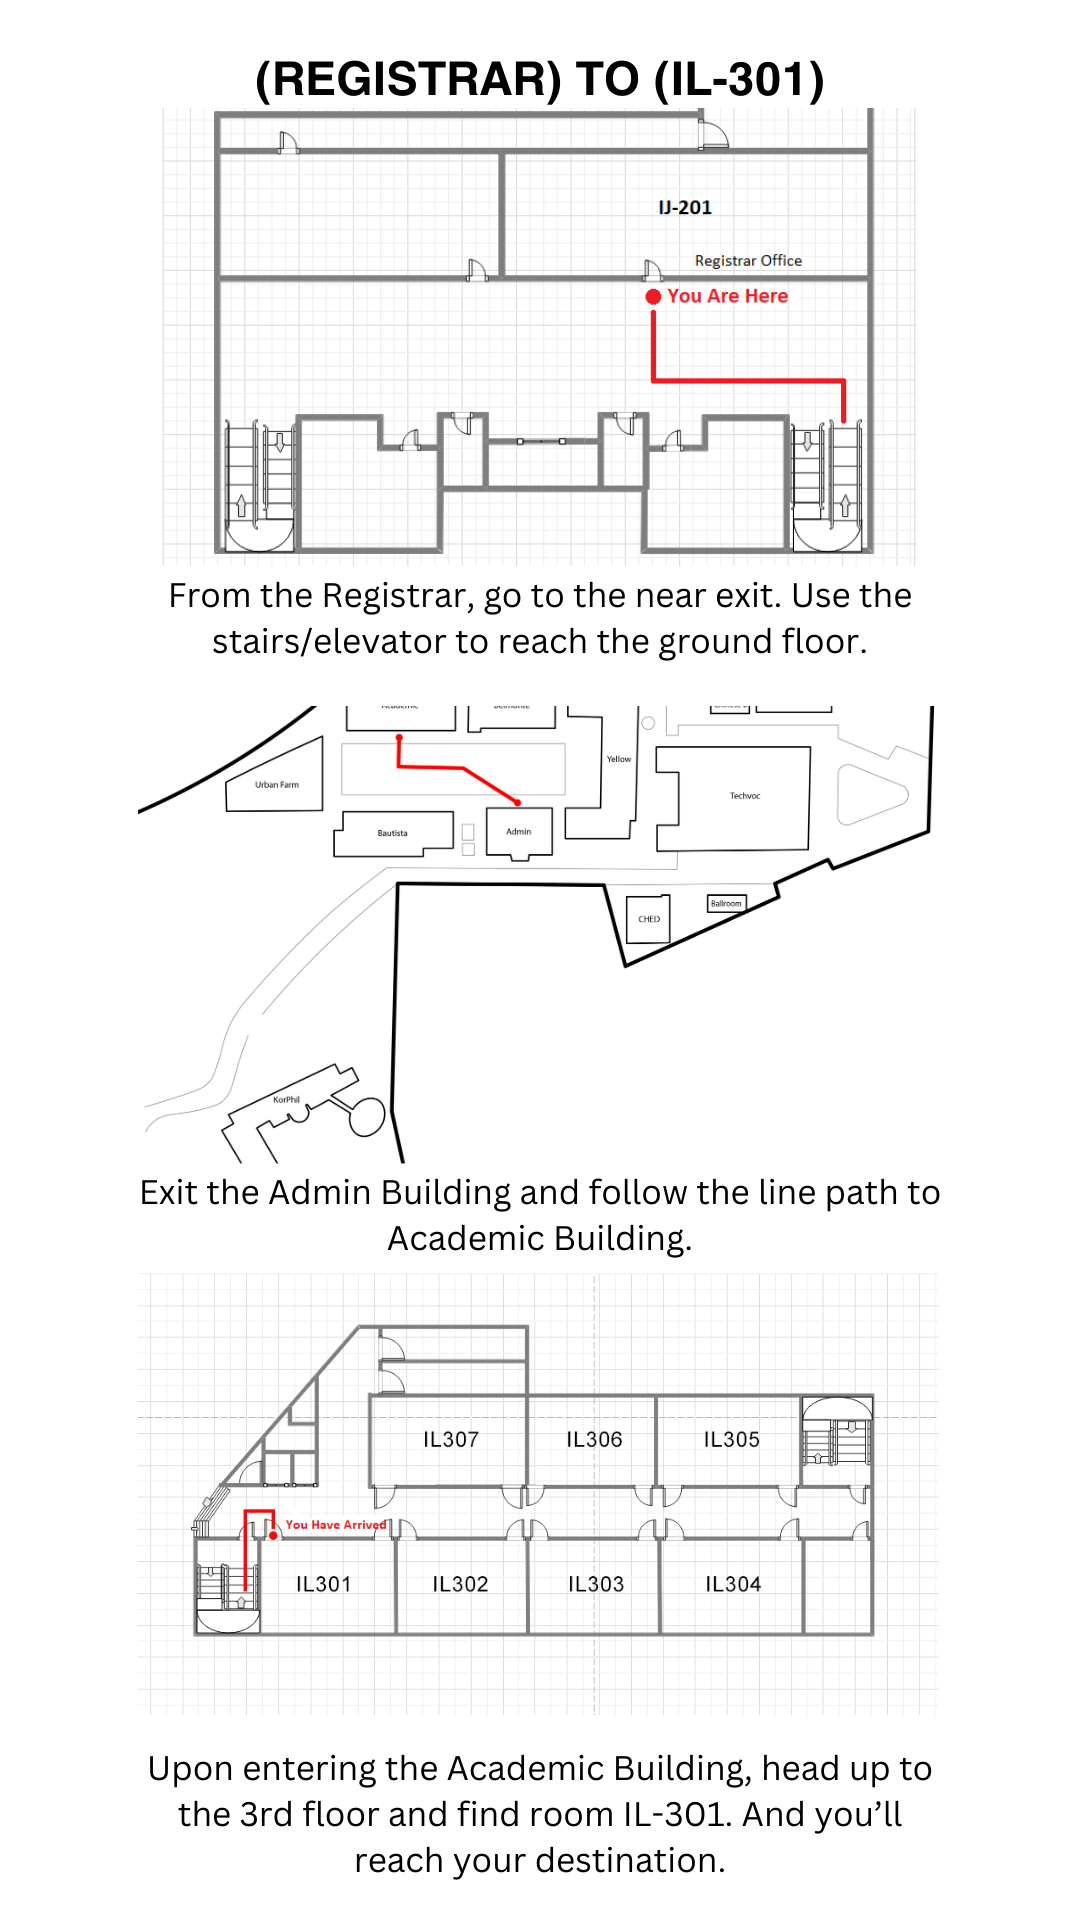 (REGISTRAR) TO (IL-301)
IJ-201
Registrar Office
You Are Here
From the Registrar, go to the near exit. Use the
stairs/elevator to reach the ground floor.
Academic
Belmonte
Yellow
Urban Farm
Techvoc
Bautista
Admin
CHED
Ballroom
KorPhil
Exit the Admin Building and follow the line path to
Academic Building.
IL307
IL306
IL305
You Have Arrived
IL301
IL302
IL303
IL304
Upon entering the Academic Building, head up to
the 3rd floor and find room IL-301. And you’ll
reach your destination.